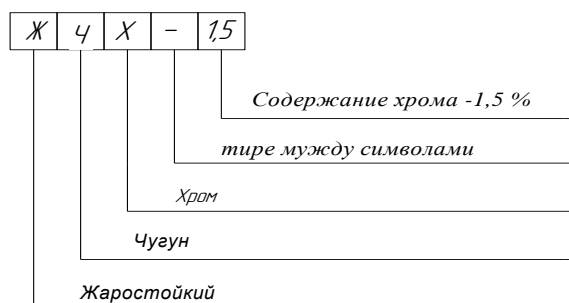 Ж Ч Х - 1,5
Содержание хрома -1,5 %
тире мужду символами
Хром
Чугун
Жаростойкий